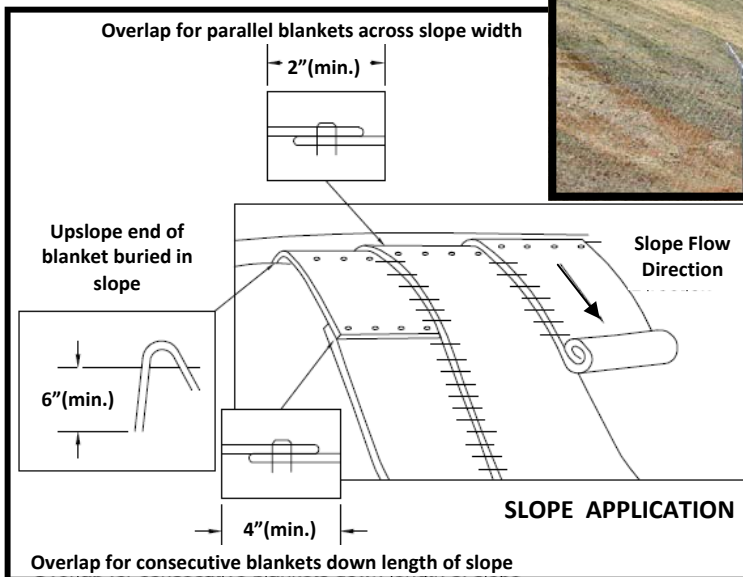 Overlap for parallel blankets across slope width
2”(min.)
Upslope end of
blanket buried in
slope
Slope Flow
Direction
6”(min.)
4”(min.)
SLOPE APPLICATION
Overlap for consecutive blankets down length of slope